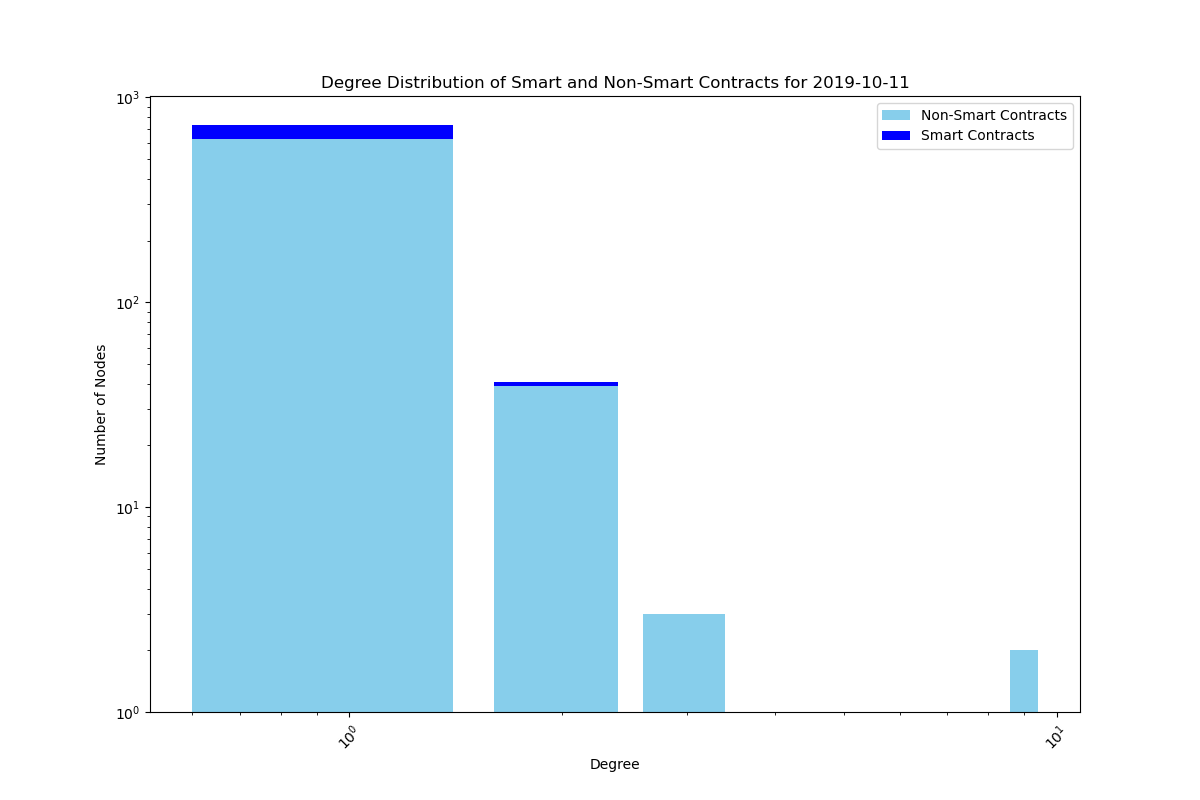 Degree Distribution of Smart and Non-Smart Contracts for 2019-10-11
Non-Smart Contracts
Smart Contracts
Number of Nodes
10³
10²
10¹
10⁰
10⁰
10¹
Degree